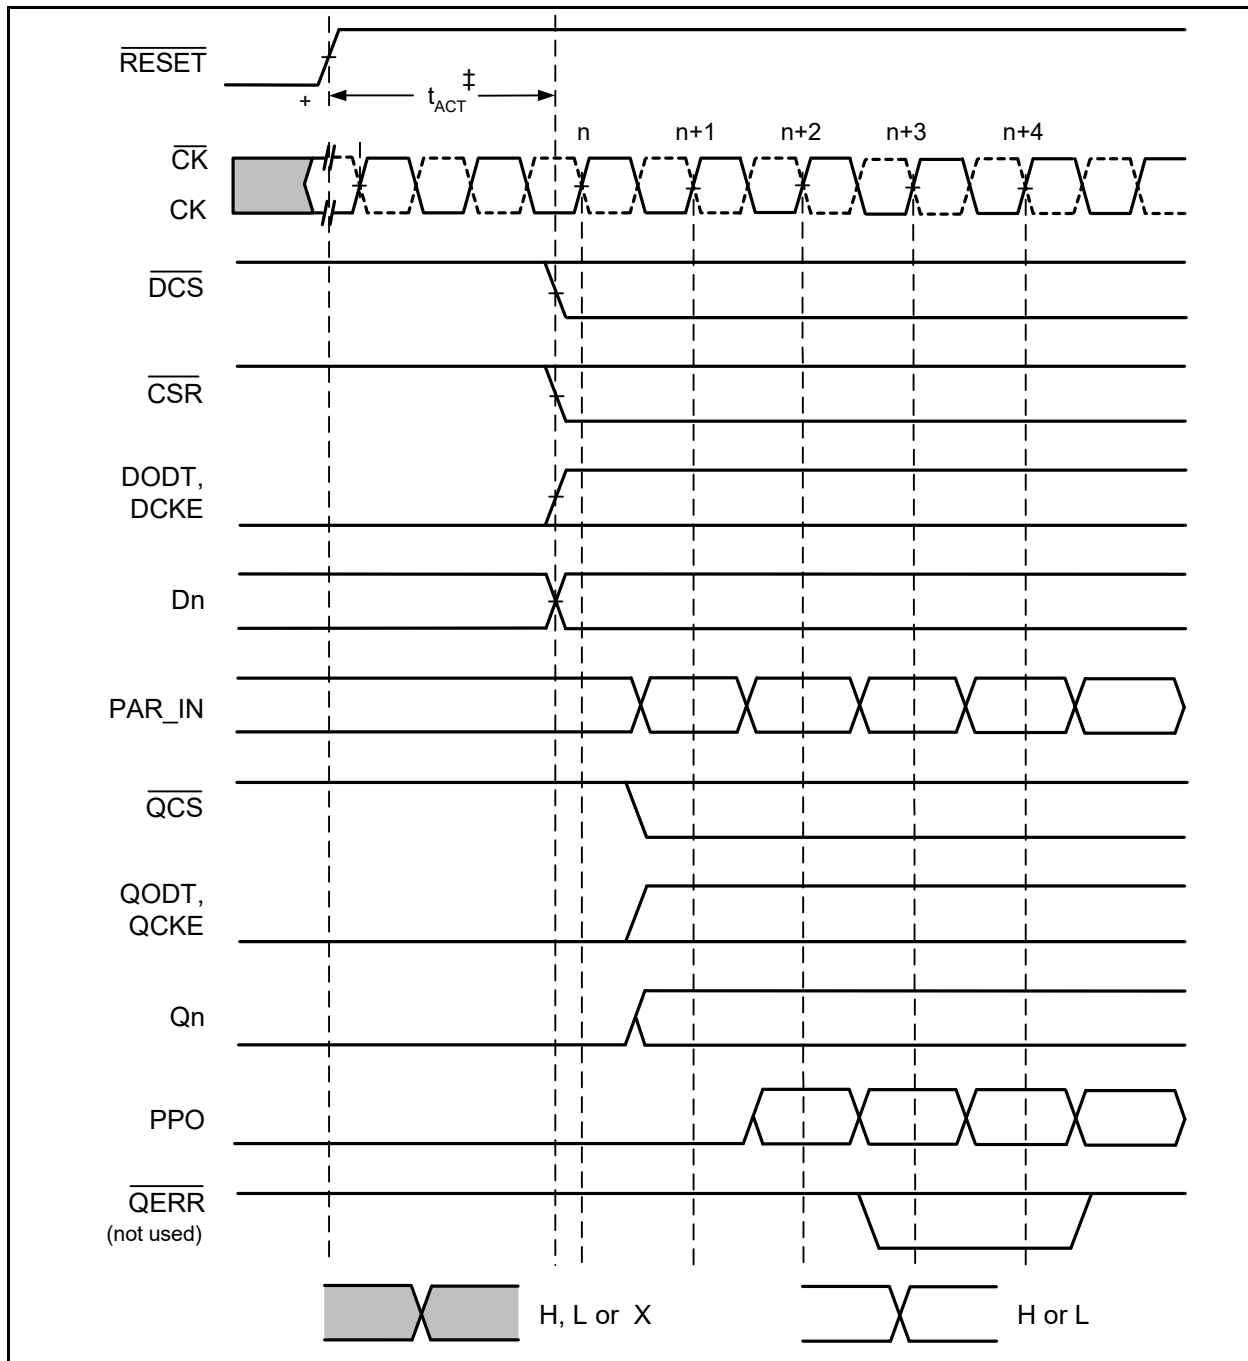 RESET
+
tACT ‡
n n+1 n+2 n+3 n+4
CK
CK
DCS
CSR
DODT,
DCKE
Dn
PAR_IN
QCS
QODT,
QCKE
Qn
PPO
QERR
(not used)
H, L or X
H or L